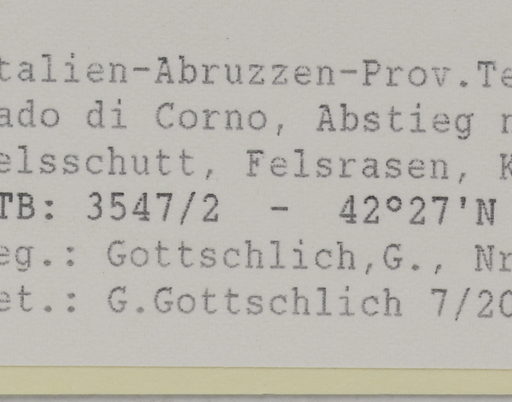 talien-Abruzzen-Prov.Te
ado di Corno, Abstieg n
elsschutt, Felsrasen, K
TB: 3547/2 - 42°27'N
eg.: Gottschlich,G., Nr
et.: G.Gottschlich 7/20